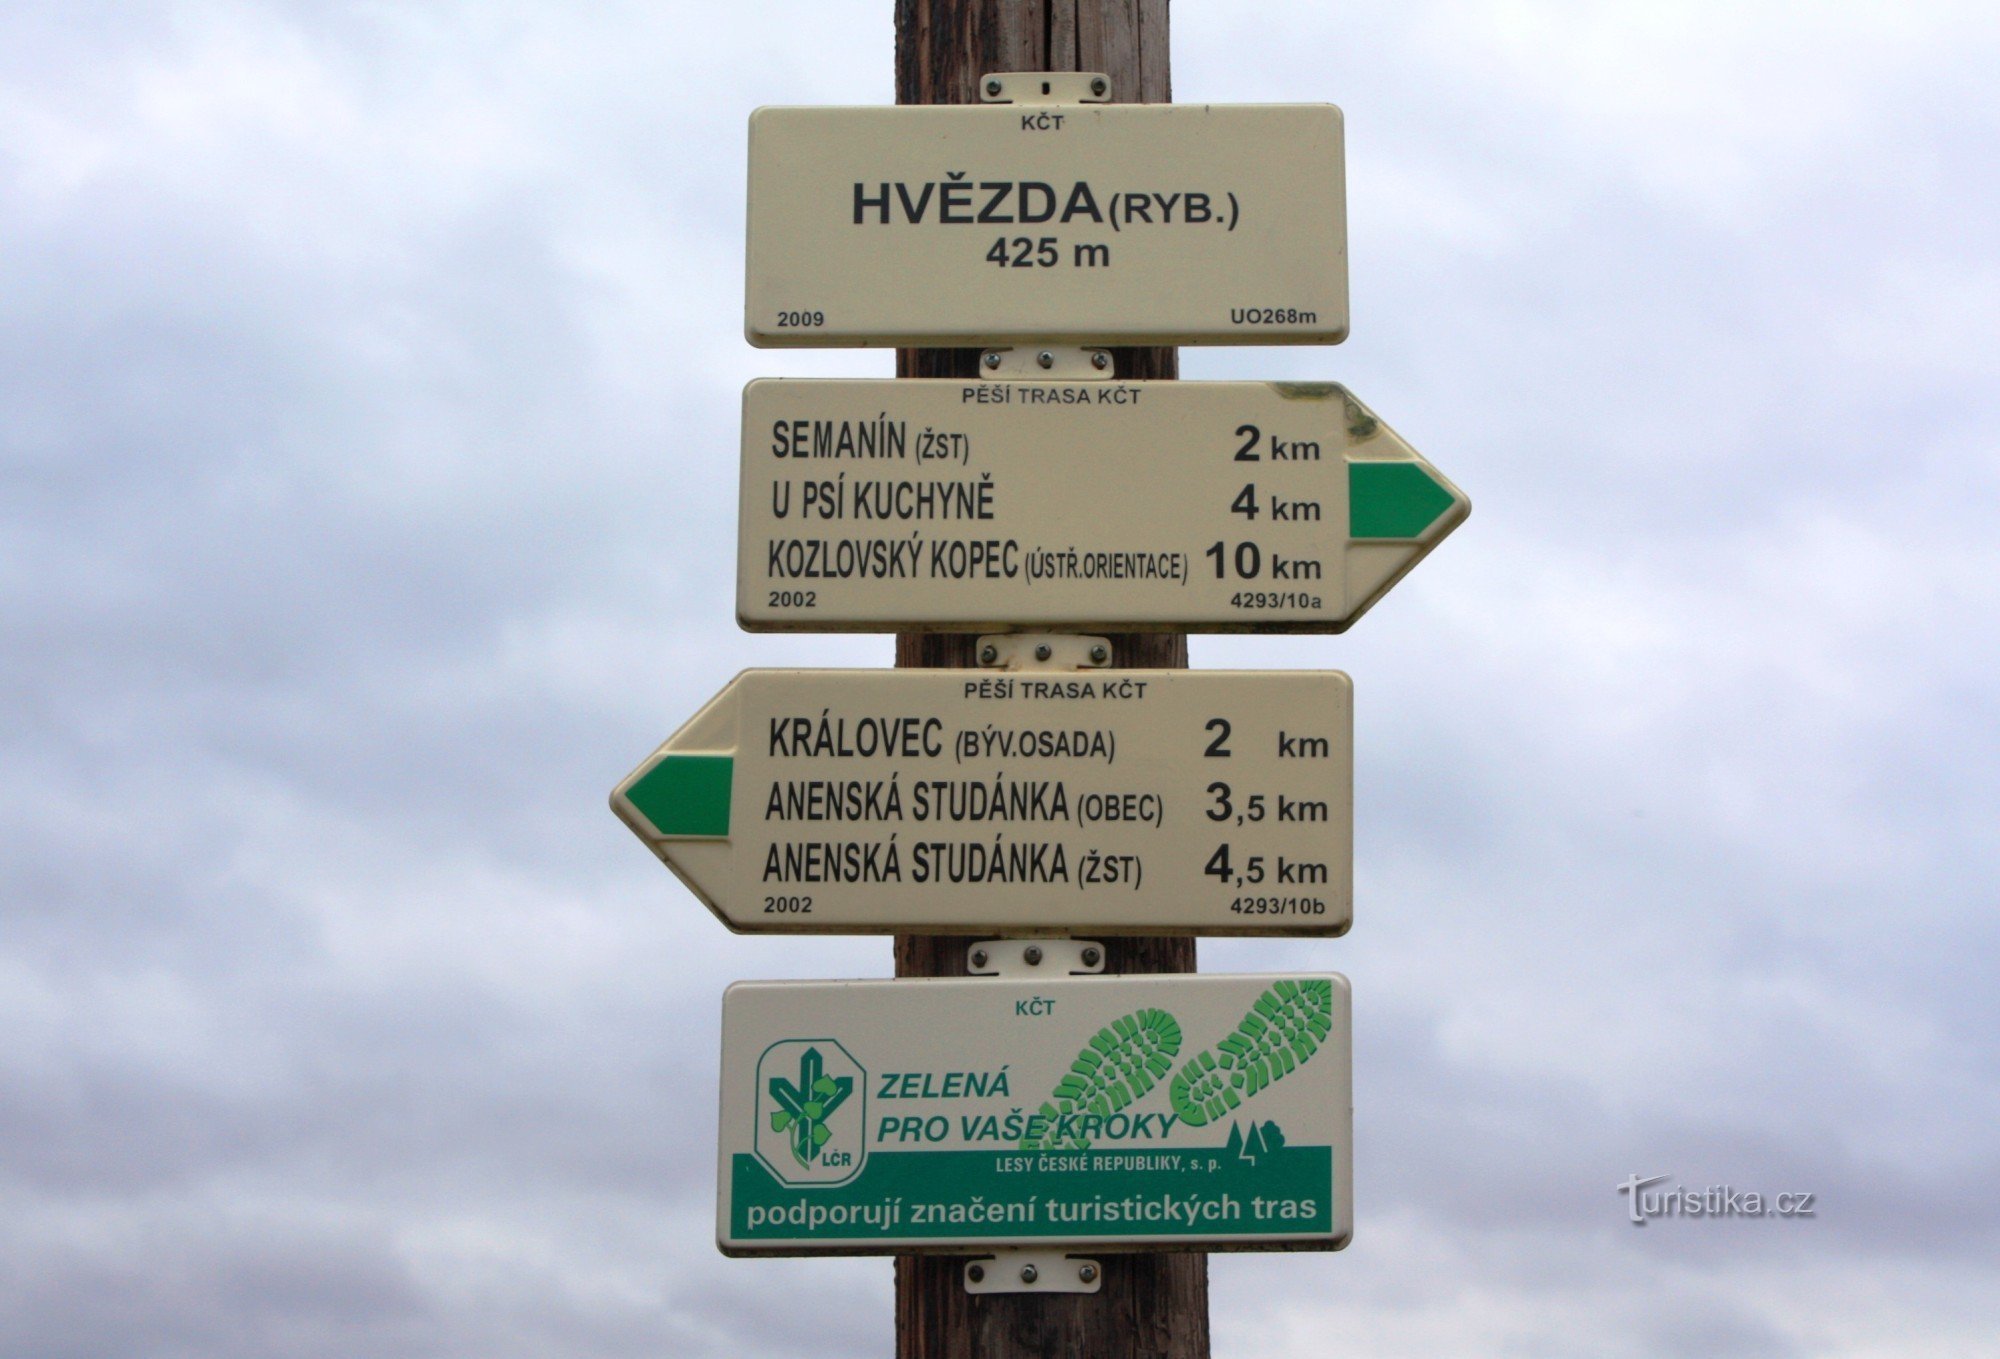 KČT
HVĚZDA (RYB.)
425 m
2009 UO268m
PĚŠÍ TRASA KČT
SEMANÍN (ŽST) 2 km
U PSÍ KUCHYNĚ 4 km
KOZLOVSKÝ KOPEC (ÚSTŘ.ORIENTACE) 10 km
2002 4293/10a
PĚŠÍ TRASA KČT
KRÁLOVEC (BÝV.OSADA) 2 km
ANENSKÁ STUDÁNKA (OBEC) 3,5 km
ANENSKÁ STUDÁNKA (ŽST) 4,5 km
2002 4293/10b
KČT
ZELENÁ
PRO VAŠE KROKY
LČR
LESY ČESKÉ REPUBLIKY, s. p.
podporují značení turistických tras
Turistika.cz